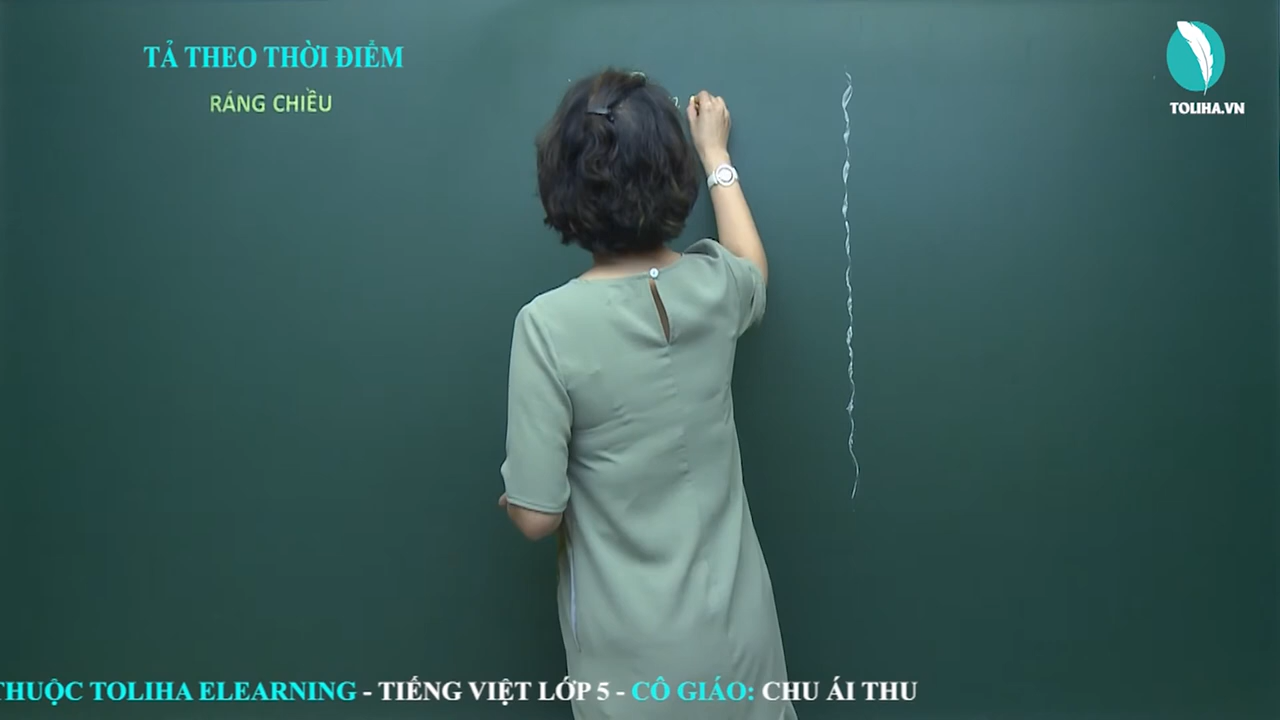 TẢ THEO THỜI ĐIỂM
RÁNG CHIỀU
TOLIHA.VN
THUỘC TOLIHA ELEARNING - TIẾNG VIỆT LỚP 5 - CÔ GIÁO: CHU ÁI THU